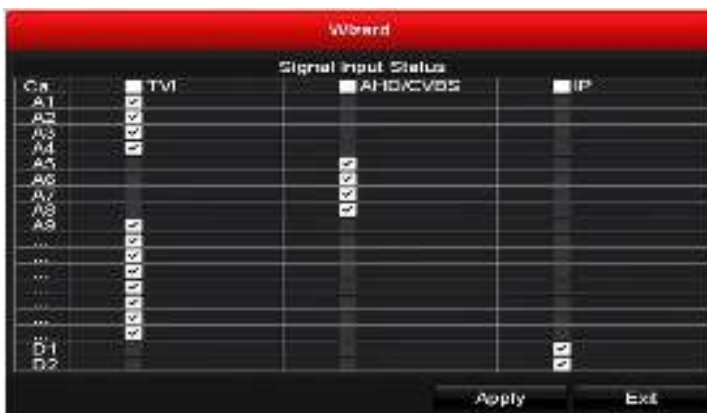 Wizard
Signal Input Status
Ca... TVI AHD/CVBS IP
A1
A2
A3
A4
A5
A6
A7
A8
A9
...
...
...
...
...
...
...
D1
D2
Apply Exit